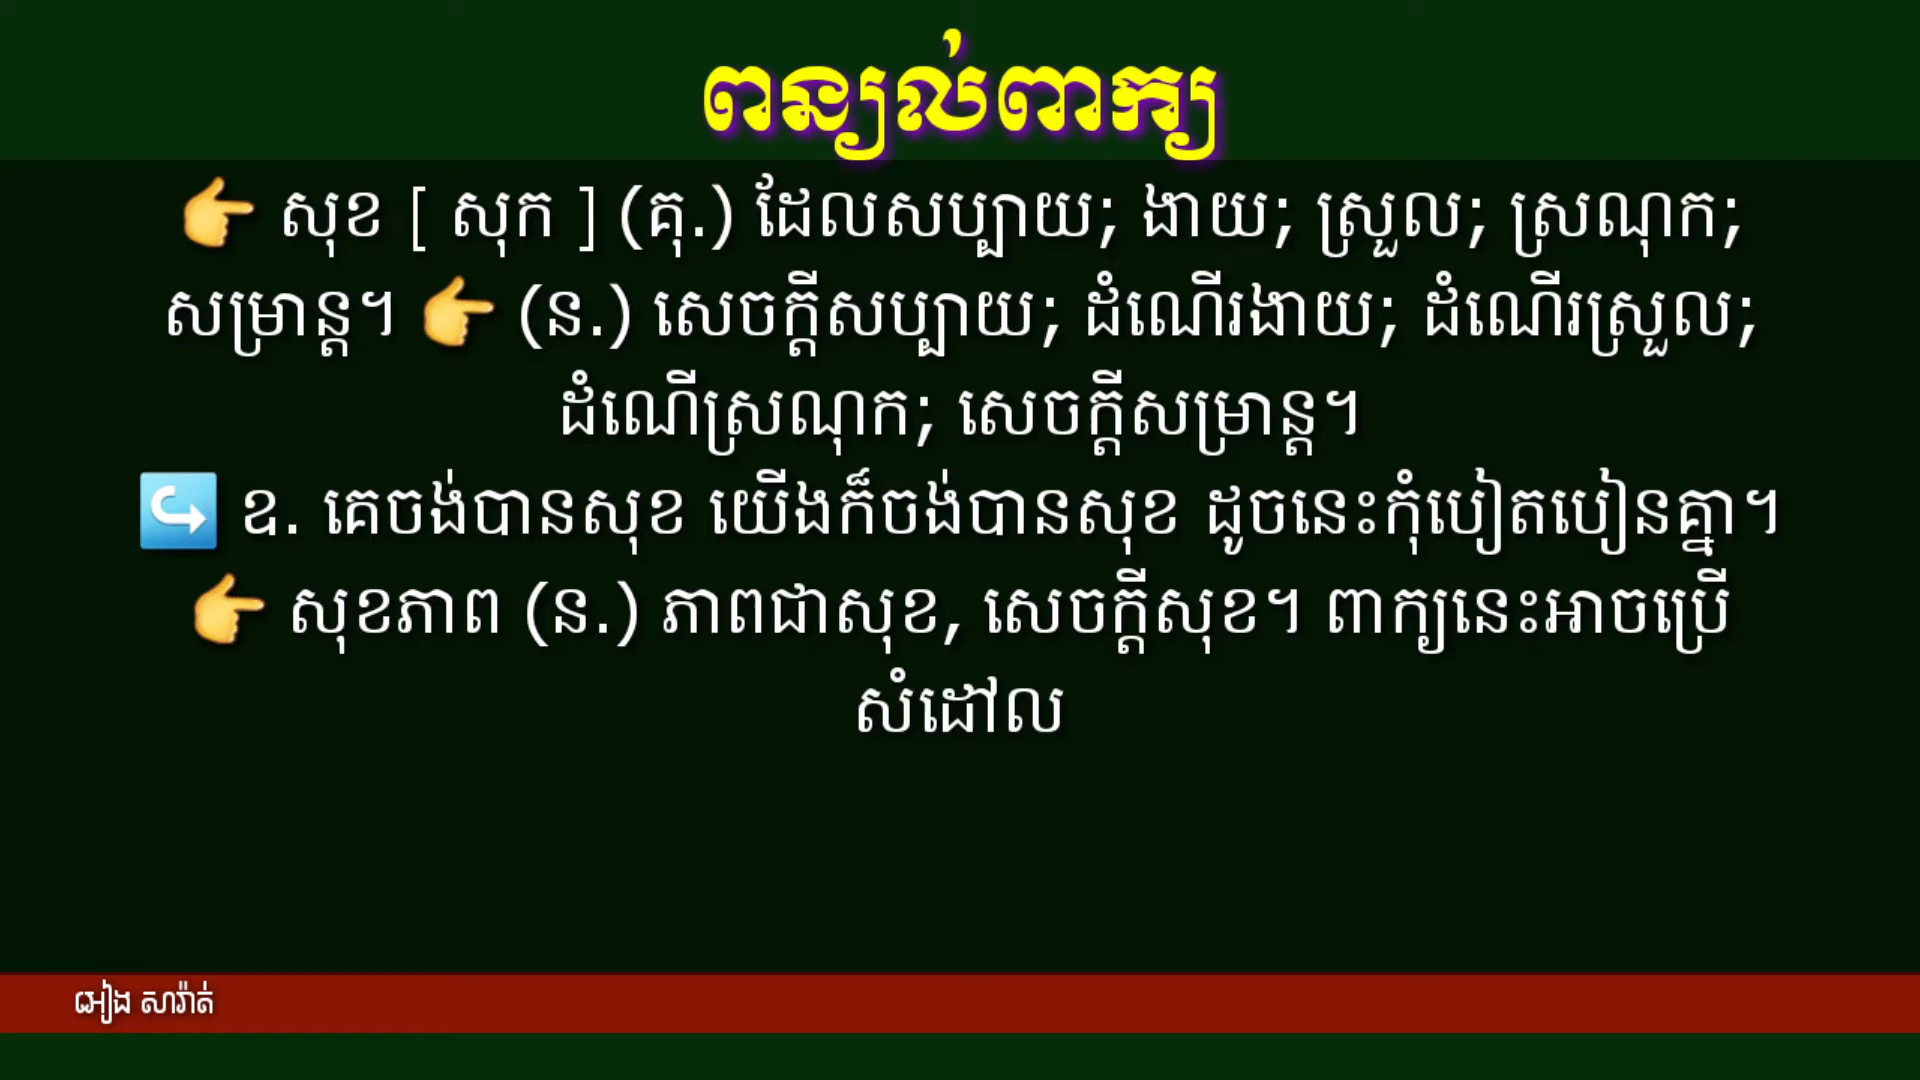 ពន្យល់ពាក្យ
👉 សុខ [ សុក ] (គុ.) ដែលសប្បាយ; ងាយ; ស្រួល; ស្រណុក;
សម្រាន្ត។ 👉 (ន.) សេចក្ដីសប្បាយ; ដំណើរងាយ; ដំណើរស្រួល;
ដំណើស្រណុក; សេចក្ដីសម្រាន្ត។
↪️ ឧ. គេចង់បានសុខ យើងក៏ចង់បានសុខ ដូចនេះកុំបៀតបៀនគ្នា។
👉 សុខភាព (ន.) ភាពជាសុខ, សេចក្ដីសុខ។ ពាក្យនេះអាចប្រើ
សំដៅល
អៀង សារ៉ាត់